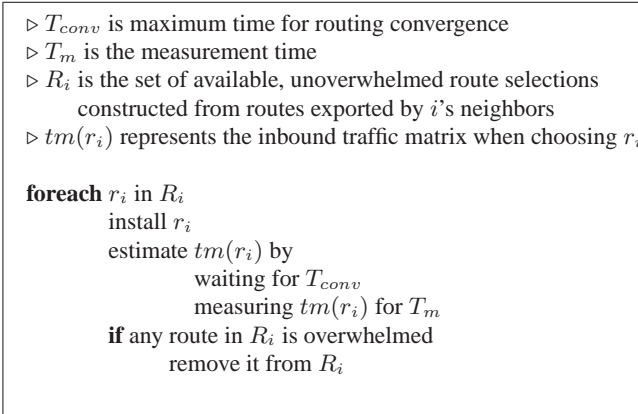 ▷ T_conv is maximum time for routing convergence
▷ T_m is the measurement time
▷ R_i is the set of available, unoverwhelmed route selections
constructed from routes exported by i's neighbors
▷ tm(r_i) represents the inbound traffic matrix when choosing r_i
foreach r_i in R_i
install r_i
estimate tm(r_i) by
waiting for T_conv
measuring tm(r_i) for T_m
if any route in R_i is overwhelmed
remove it from R_i